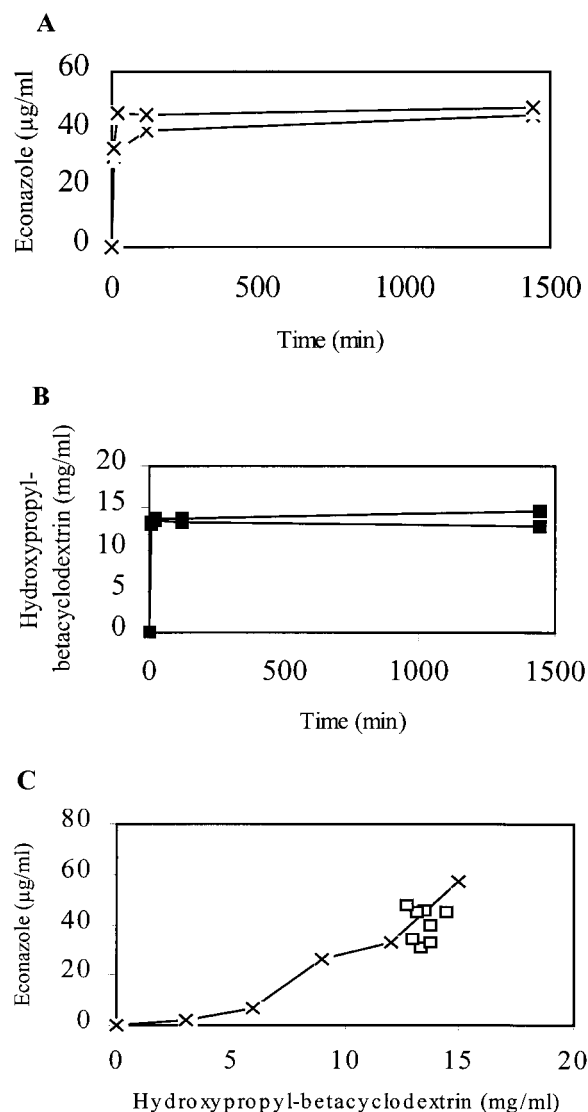 A
Econazole (µg/ml)
60
40
20
0
0 500 1000 1500
Time (min)
B
Hydroxypropyl-
betacyclodextrin (mg/ml)
20
15
10
5
0
0 500 1000 1500
Time (min)
C
Econazole (µg/ml)
80
60
40
20
0
0 5 10 15 20
Hydroxypropyl-betacyclodextrin (mg/ml)